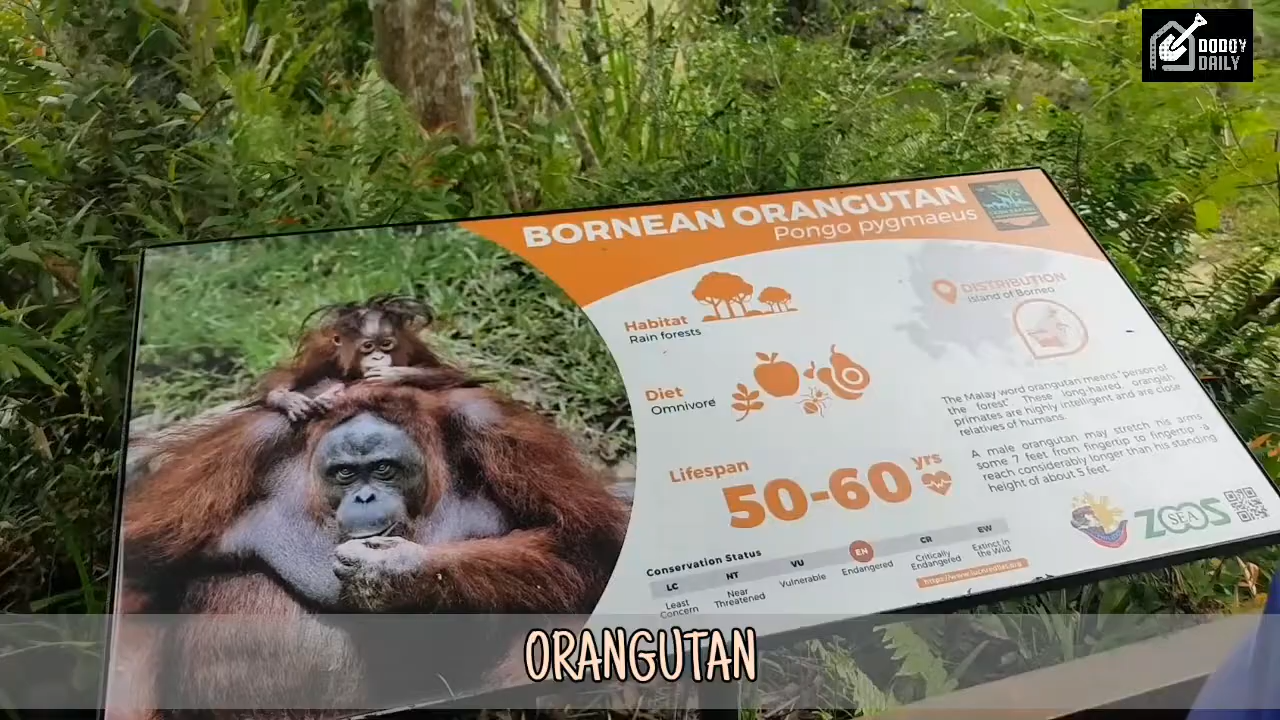 DODOY
DAILY
BORNEAN ORANGUTAN
Pongo pygmaeus
Habitat
Rain forests
DISTRIBUTION
Island of Borneo
Diet
Omnivore
The Malay word orangutan means "person of
the forest". These long-haired, orangish
primates are highly intelligent and are close
relatives of humans.
A male orangutan may stretch his arms
some 7 feet from fingertip to fingertip -a
reach considerably longer than his standing
height of about 5 feet.
Lifespan
50-60 yrs
Conservation Status
LC NT VU EN CR EW
Least Concern
Near Threatened
Vulnerable
Endangered
Critically Endangered
Extinct in the Wild
SEA
ZOOS
ORANGUTAN